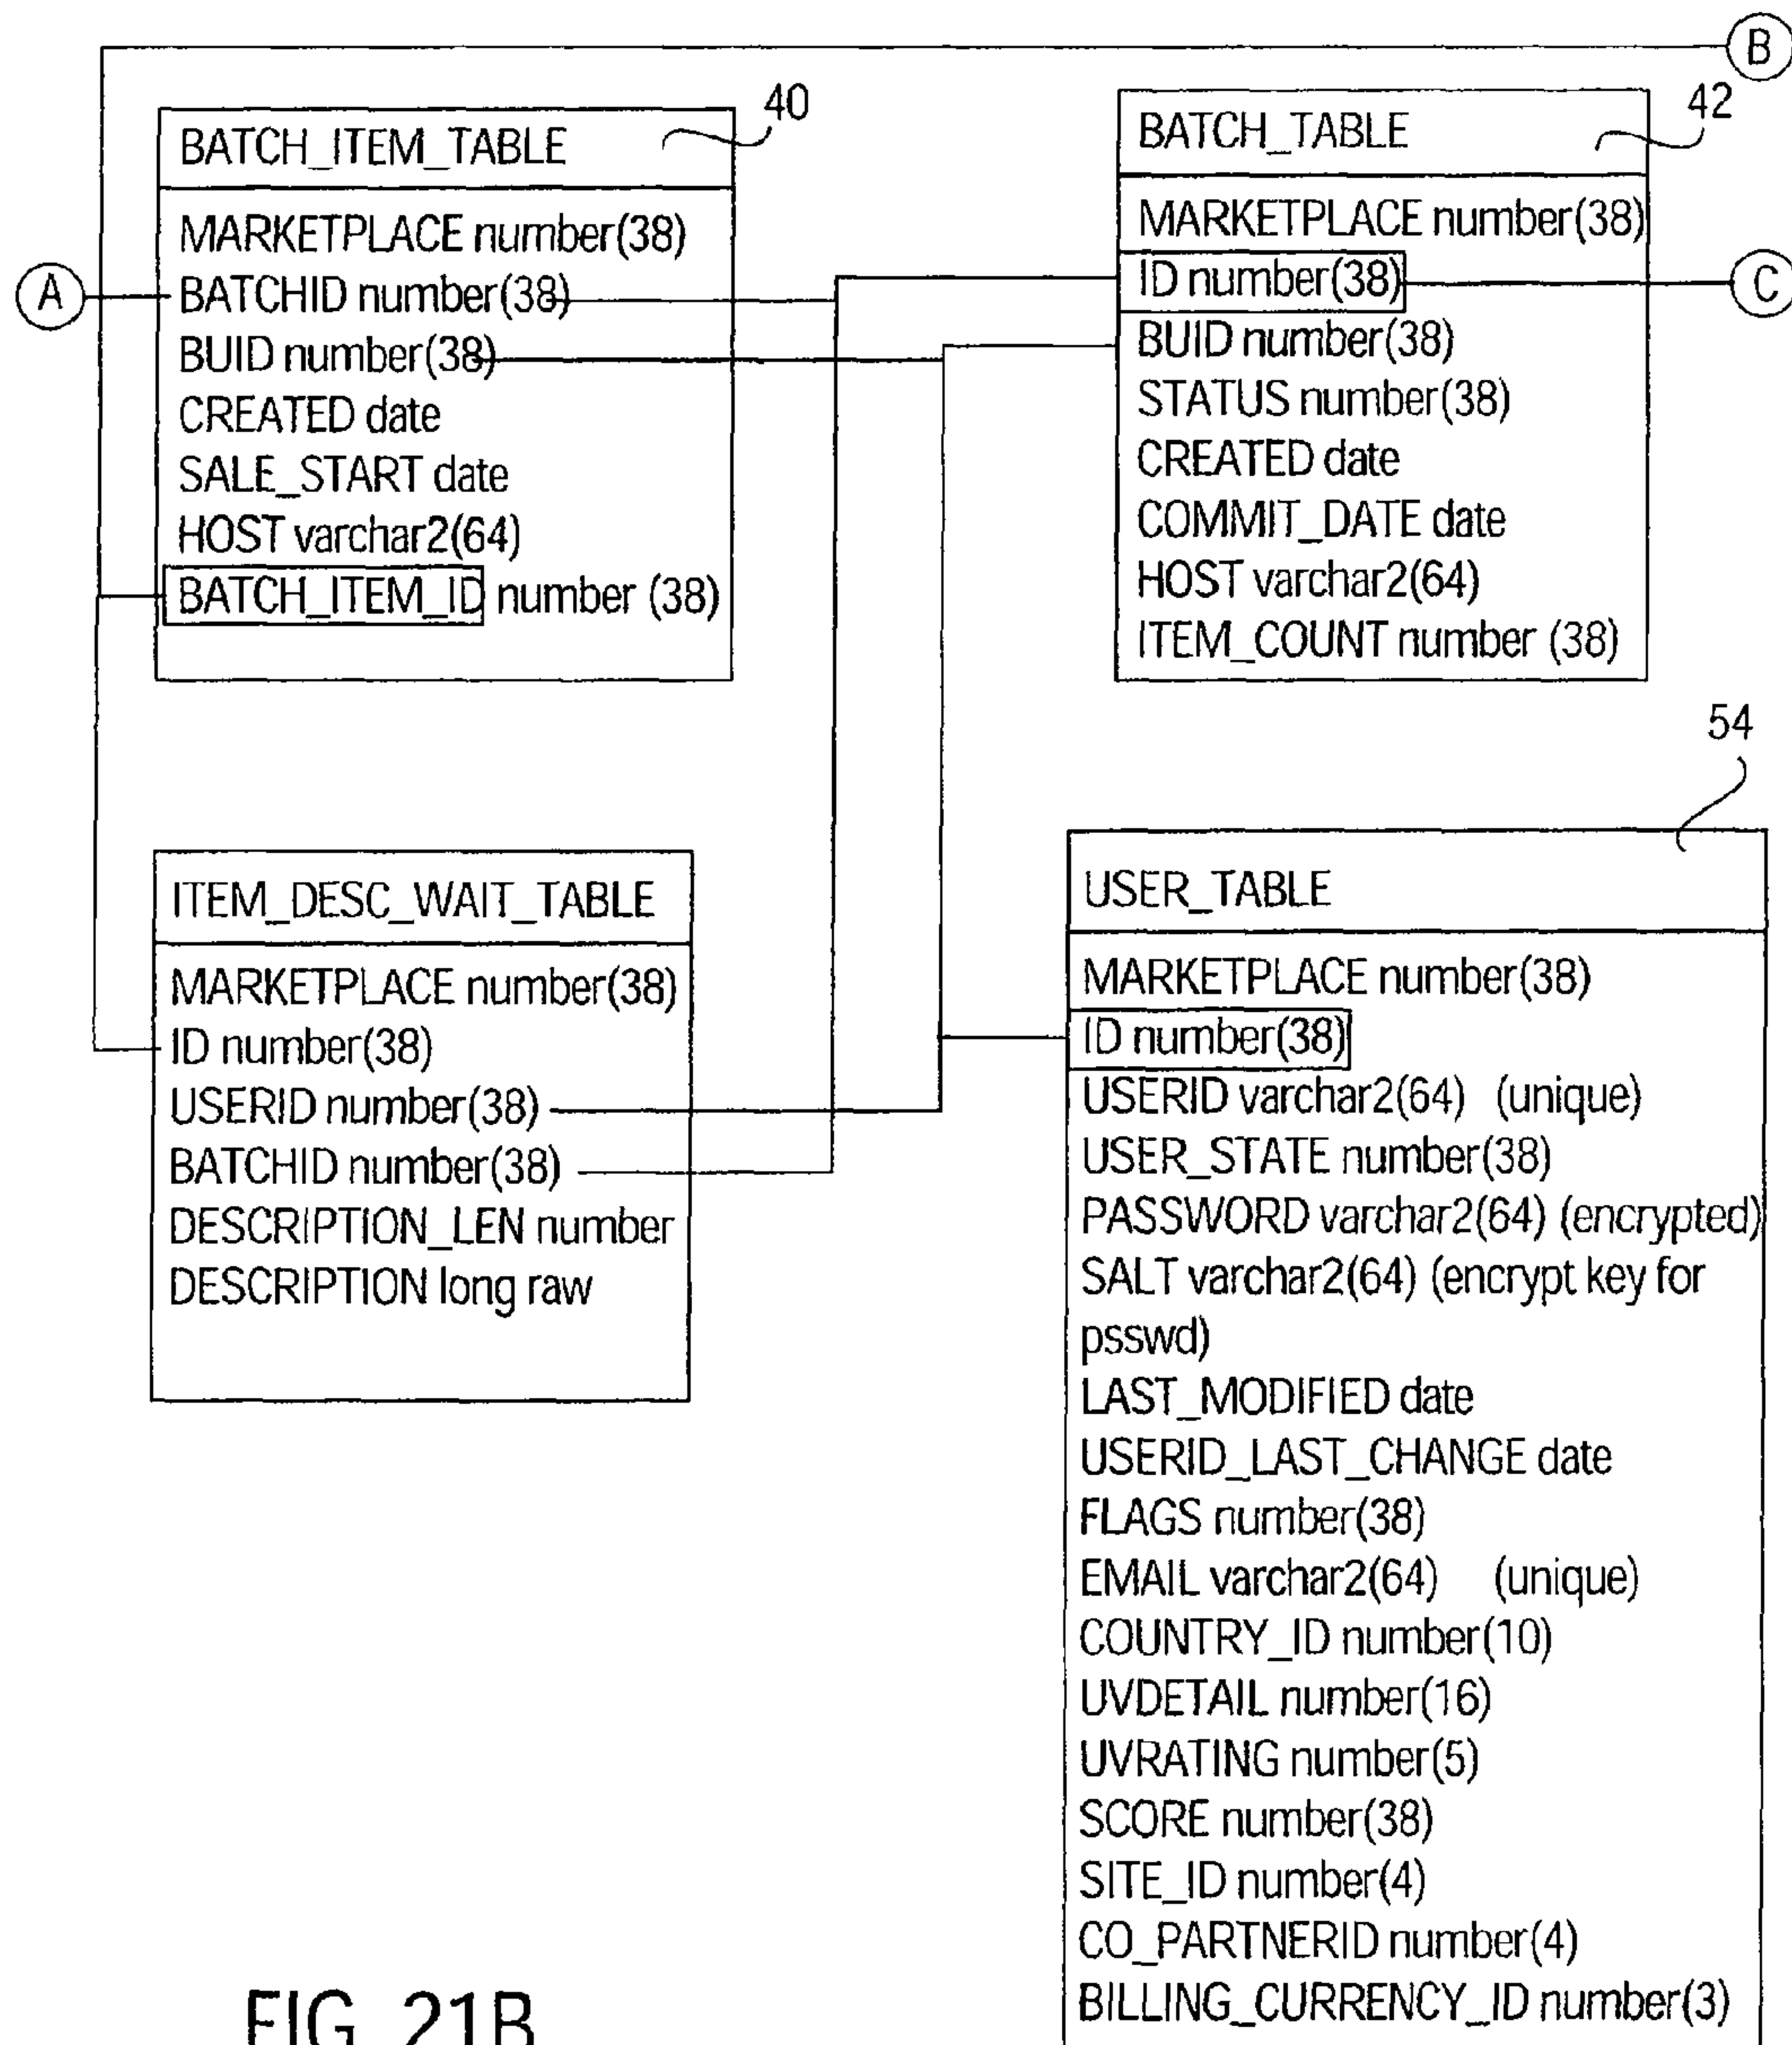 B
40
BATCH_ITEM_TABLE
MARKETPLACE number(38)
A
BATCHID number(38)
BUID number(38)
CREATED date
SALE_START date
HOST varchar2(64)
BATCH_ITEM_ID number (38)
42
BATCH_TABLE
MARKETPLACE number(38)
ID number(38)
C
BUID number(38)
STATUS number(38)
CREATED date
COMMIT_DATE date
HOST varchar2(64)
ITEM_COUNT number (38)
ITEM_DESC_WAIT_TABLE
MARKETPLACE number(38)
ID number(38)
USERID number(38)
BATCHID number(38)
DESCRIPTION_LEN number
DESCRIPTION long raw
54
USER_TABLE
MARKETPLACE number(38)
ID number(38)
USERID varchar2(64) (unique)
USER_STATE number(38)
PASSWORD varchar2(64) (encrypted)
SALT varchar2(64) (encrypt key for
psswd)
LAST_MODIFIED date
USERID_LAST_CHANGE date
FLAGS number(38)
EMAIL varchar2(64) (unique)
COUNTRY_ID number(10)
UVDETAIL number(16)
UVRATING number(5)
SCORE number(38)
SITE_ID number(4)
CO_PARTNERID number(4)
BILLING_CURRENCY_ID number(3)
FIG. 21B